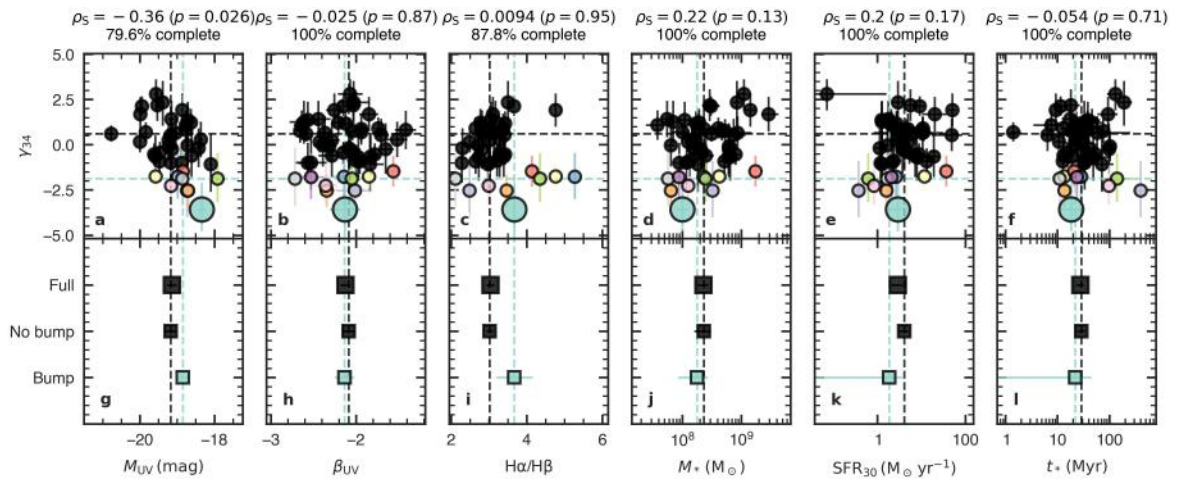 ρS = − 0.36 (p = 0.026) ρS = − 0.025 (p = 0.87) ρS = 0.0094 (p = 0.95) ρS = 0.22 (p = 0.13) ρS = 0.2 (p = 0.17) ρS = − 0.054 (p = 0.71)
79.6% complete 100% complete 87.8% complete 100% complete 100% complete 100% complete
5.0
2.5
γ34 0.0
−2.5
−5.0
a b c d e f
Full
No bump
Bump
g h i j k l
−20 −18 −3 −2 2 4 6 10⁸ 10⁹ 1 100 1 10 100
MUV (mag) βUV Hα/Hβ M* (M⊙) SFR30 (M⊙ yr⁻¹) t* (Myr)